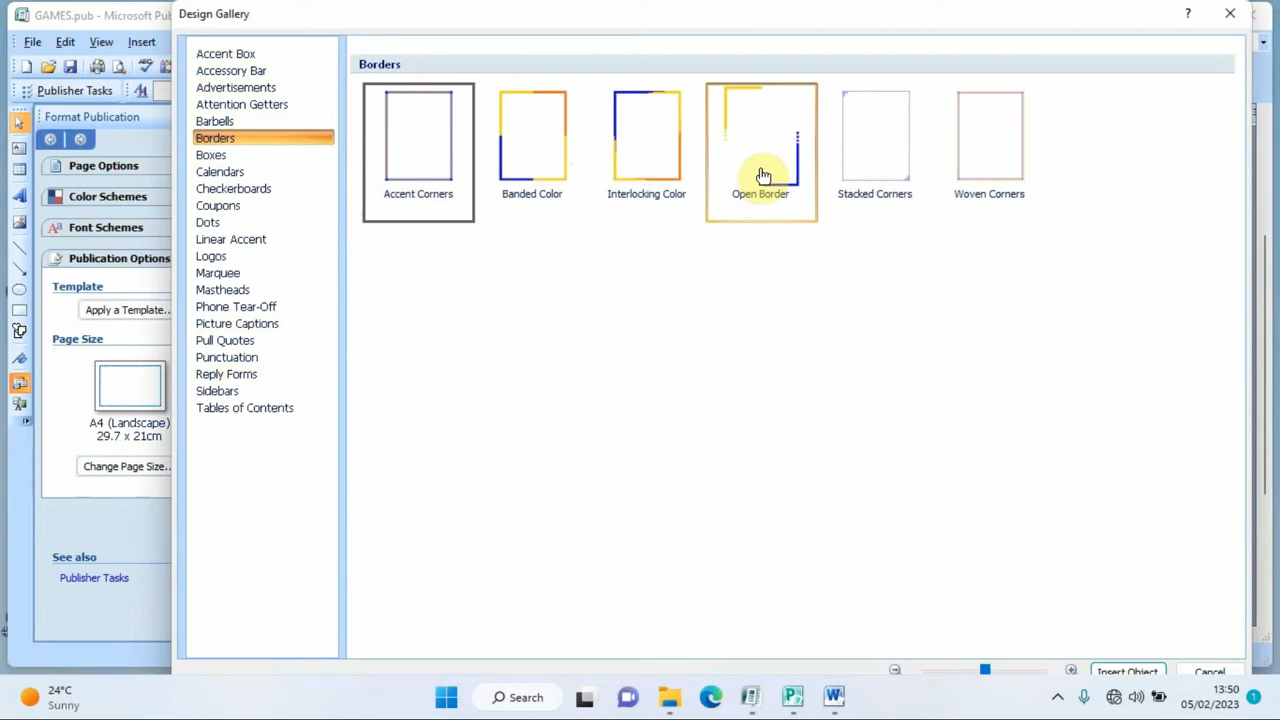 GAMES.pub - Microsoft Pub
Design Gallery
?
File Edit View Insert
Publisher Tasks
Format Publication
Page Options
Color Schemes
Font Schemes
Publication Options
Template
Apply a Template..
Page Size
A4 (Landscape)
29.7 x 21cm
Change Page Size..
See also
Publisher Tasks
Accent Box
Accessory Bar
Advertisements
Attention Getters
Barbells
Borders
Boxes
Calendars
Checkerboards
Coupons
Dots
Linear Accent
Logos
Marquee
Mastheads
Phone Tear-Off
Picture Captions
Pull Quotes
Punctuation
Reply Forms
Sidebars
Tables of Contents
Borders
Accent Corners
Banded Color
Interlocking Color
Open Border
Stacked Corners
Woven Corners
Insert Object
Cancel
24°C
Sunny
Search
13:50
05/02/2023
1